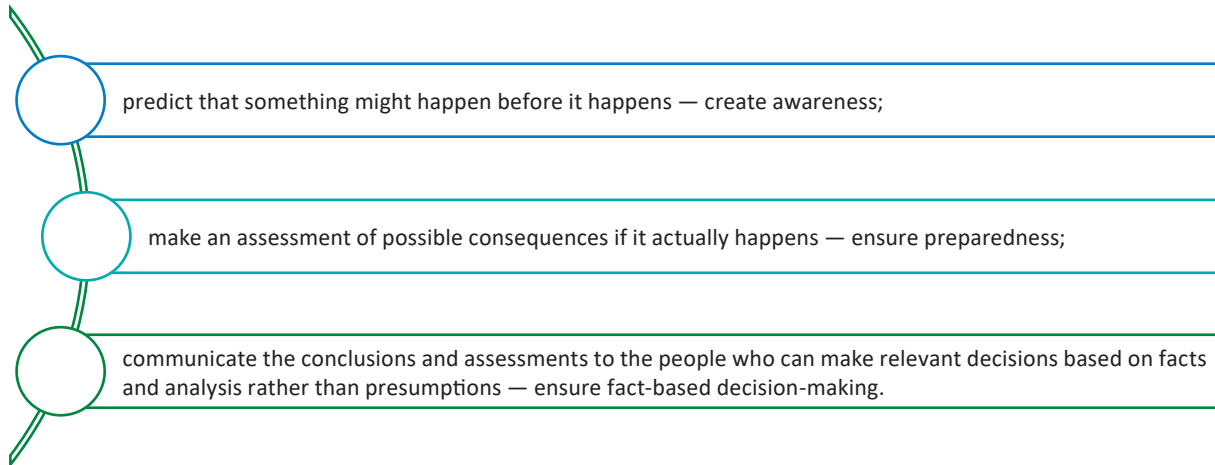 predict that something might happen before it happens — create awareness;
make an assessment of possible consequences if it actually happens — ensure preparedness;
communicate the conclusions and assessments to the people who can make relevant decisions based on facts
and analysis rather than presumptions — ensure fact-based decision-making.